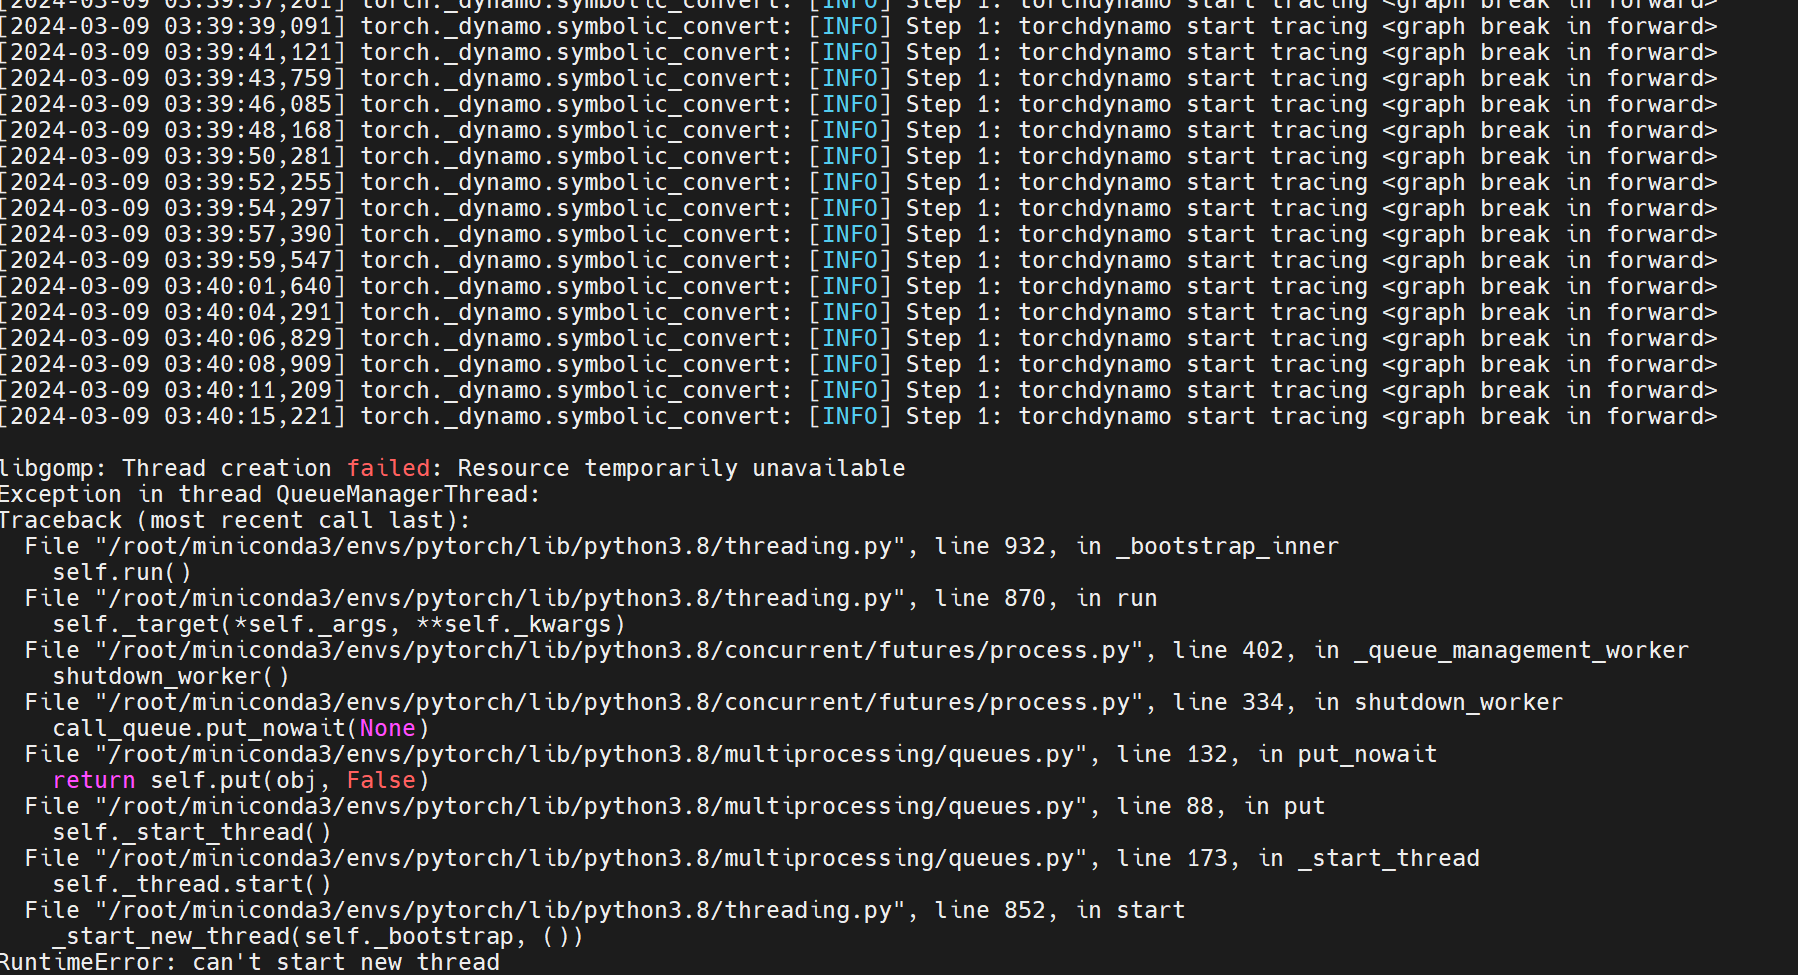 [2024-03-09 03:39:37,261] torch._dynamo.symbolic_convert: [INFO] Step 1: torchdynamo start tracing <graph break in forward>
[2024-03-09 03:39:39,091] torch._dynamo.symbolic_convert: [INFO] Step 1: torchdynamo start tracing <graph break in forward>
[2024-03-09 03:39:41,121] torch._dynamo.symbolic_convert: [INFO] Step 1: torchdynamo start tracing <graph break in forward>
[2024-03-09 03:39:43,759] torch._dynamo.symbolic_convert: [INFO] Step 1: torchdynamo start tracing <graph break in forward>
[2024-03-09 03:39:46,085] torch._dynamo.symbolic_convert: [INFO] Step 1: torchdynamo start tracing <graph break in forward>
[2024-03-09 03:39:48,168] torch._dynamo.symbolic_convert: [INFO] Step 1: torchdynamo start tracing <graph break in forward>
[2024-03-09 03:39:50,281] torch._dynamo.symbolic_convert: [INFO] Step 1: torchdynamo start tracing <graph break in forward>
[2024-03-09 03:39:52,255] torch._dynamo.symbolic_convert: [INFO] Step 1: torchdynamo start tracing <graph break in forward>
[2024-03-09 03:39:54,297] torch._dynamo.symbolic_convert: [INFO] Step 1: torchdynamo start tracing <graph break in forward>
[2024-03-09 03:39:57,390] torch._dynamo.symbolic_convert: [INFO] Step 1: torchdynamo start tracing <graph break in forward>
[2024-03-09 03:39:59,547] torch._dynamo.symbolic_convert: [INFO] Step 1: torchdynamo start tracing <graph break in forward>
[2024-03-09 03:40:01,640] torch._dynamo.symbolic_convert: [INFO] Step 1: torchdynamo start tracing <graph break in forward>
[2024-03-09 03:40:04,291] torch._dynamo.symbolic_convert: [INFO] Step 1: torchdynamo start tracing <graph break in forward>
[2024-03-09 03:40:06,829] torch._dynamo.symbolic_convert: [INFO] Step 1: torchdynamo start tracing <graph break in forward>
[2024-03-09 03:40:08,909] torch._dynamo.symbolic_convert: [INFO] Step 1: torchdynamo start tracing <graph break in forward>
[2024-03-09 03:40:11,209] torch._dynamo.symbolic_convert: [INFO] Step 1: torchdynamo start tracing <graph break in forward>
[2024-03-09 03:40:15,221] torch._dynamo.symbolic_convert: [INFO] Step 1: torchdynamo start tracing <graph break in forward>
libgomp: Thread creation failed: Resource temporarily unavailable
Exception in thread QueueManagerThread:
Traceback (most recent call last):
  File "/root/miniconda3/envs/pytorch/lib/python3.8/threading.py", line 932, in _bootstrap_inner
    self.run()
  File "/root/miniconda3/envs/pytorch/lib/python3.8/threading.py", line 870, in run
    self._target(*self._args, **self._kwargs)
  File "/root/miniconda3/envs/pytorch/lib/python3.8/concurrent/futures/process.py", line 402, in _queue_management_worker
    shutdown_worker()
  File "/root/miniconda3/envs/pytorch/lib/python3.8/concurrent/futures/process.py", line 334, in shutdown_worker
    call_queue.put_nowait(None)
  File "/root/miniconda3/envs/pytorch/lib/python3.8/multiprocessing/queues.py", line 132, in put_nowait
    return self.put(obj, False)
  File "/root/miniconda3/envs/pytorch/lib/python3.8/multiprocessing/queues.py", line 88, in put
    self._start_thread()
  File "/root/miniconda3/envs/pytorch/lib/python3.8/multiprocessing/queues.py", line 173, in _start_thread
    self._thread.start()
  File "/root/miniconda3/envs/pytorch/lib/python3.8/threading.py", line 852, in start
    _start_new_thread(self._bootstrap, ())
RuntimeError: can't start new thread